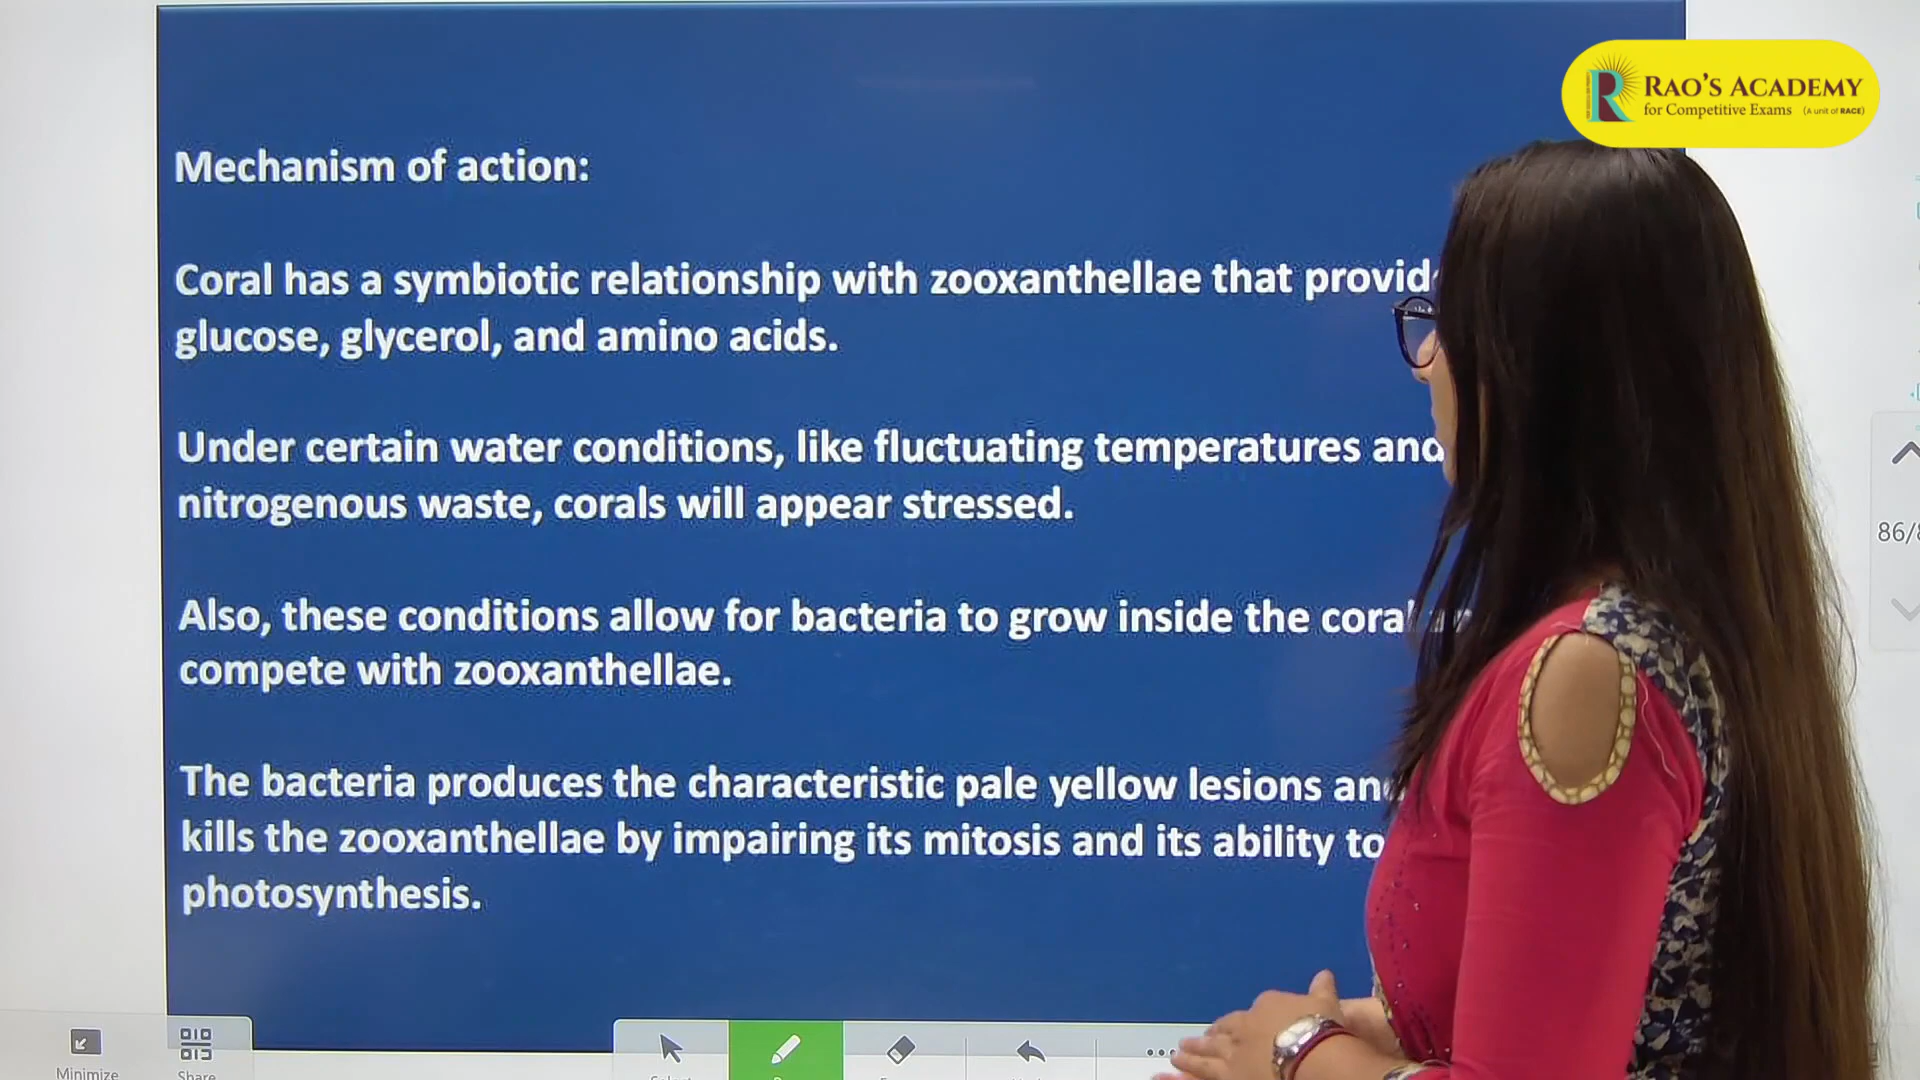 RAO'S ACADEMY
for Competitive Exams (A unit of RACE)
Mechanism of action:
Coral has a symbiotic relationship with zooxanthellae that
glucose, glycerol, and amino acids.
Under certain water conditions, like fluctuating temperatures and
nitrogenous waste, corals will appear stressed.
Also, these conditions allow for bacteria to grow inside the
compete with zooxanthellae.
The bacteria produces the characteristic pale yellow lesions
kills the zooxanthellae by impairing its mitosis and its ability to
photosynthesis.
86/
Minimize
Share